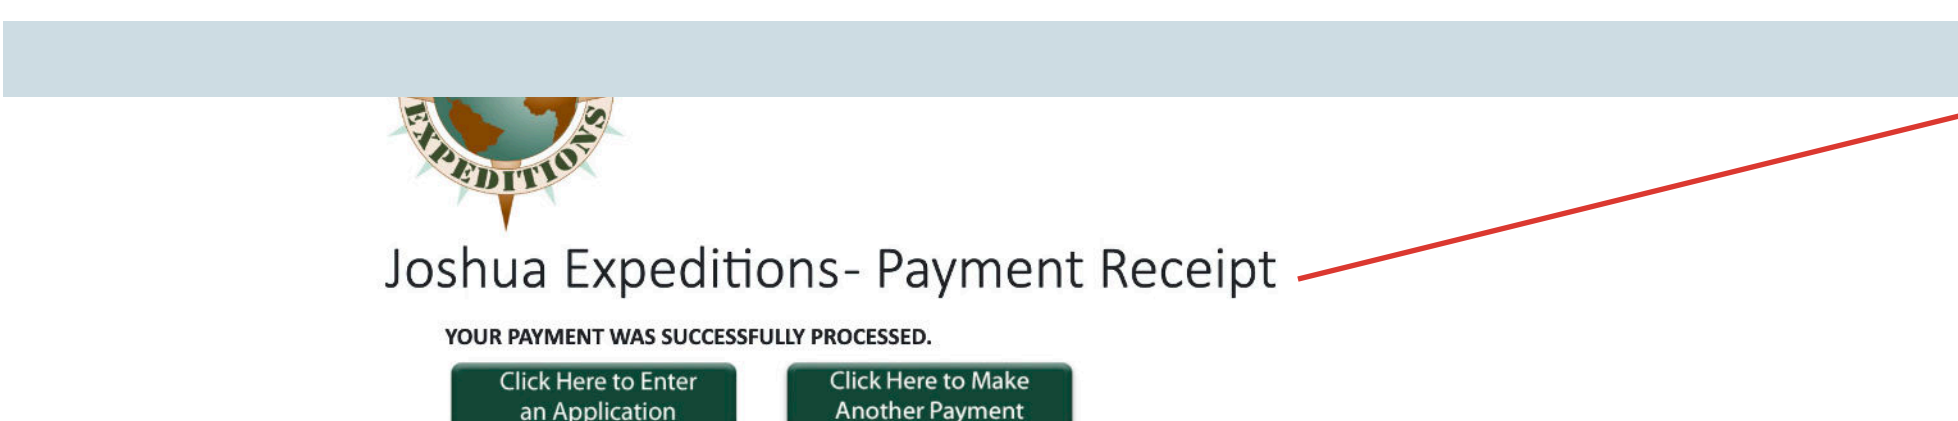 EXPEDITIONS
Joshua Expeditions- Payment Receipt
YOUR PAYMENT WAS SUCCESSFULLY PROCESSED.
Click Here to Enter
an Application
Click Here to Make
Another Payment